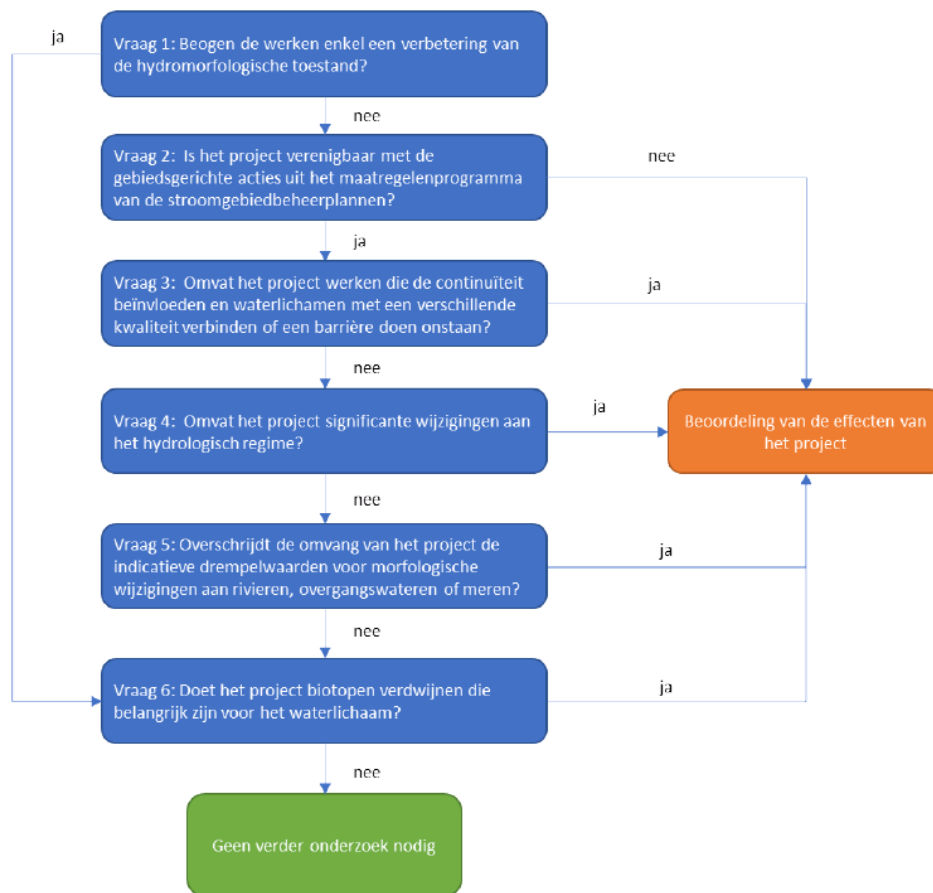 ja
Vraag 1: Beogen de werken enkel een verbetering van
de hydromorfologische toestand?
nee
Vraag 2: Is het project verenigbaar met de
gebiedsgerichte acties uit het maatregelenprogramma
van de stroomgebiedbeheerplannen?
nee
ja
Vraag 3: Omvat het project werken die de continuïteit
beïnvloeden en waterlichamen met een verschillende
kwaliteit verbinden of een barrière doen onstaan?
ja
nee
Vraag 4: Omvat het project significante wijzigingen aan
het hydrologisch regime?
ja
Beoordeling van de effecten van
het project
nee
Vraag 5: Overschrijdt de omvang van het project de
indicatieve drempelwaarden voor morfologische
wijzigingen aan rivieren, overgangswateren of meren?
ja
nee
Vraag 6: Doet het project biotopen verdwijnen die
belangrijk zijn voor het waterlichaam?
ja
nee
Geen verder onderzoek nodig